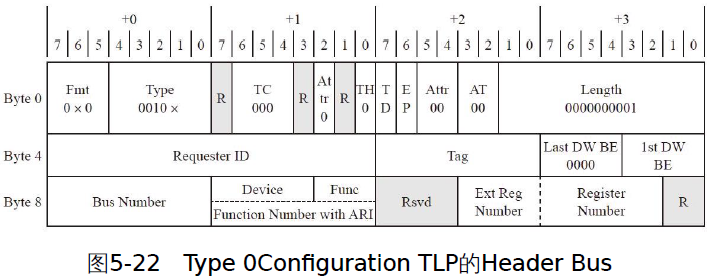 +0 +1 +2 +3
7 6 5 4 3 2 1 0 7 6 5 4 3 2 1 0 7 6 5 4 3 2 1 0 7 6 5 4 3 2 1 0
Byte 0
Fmt
0 × 0
Type
0010 ×
R
TC
000
R
At
tr
0
R
TH
0
T
D
E
P
Attr
00
AT
00
Length
0000000001
Byte 4
Requester ID
Tag
Last DW BE
0000
1st DW
BE
Byte 8
Bus Number
Device
Func
Function Number with ARI
Rsvd
Ext Reg
Number
Register
Number
R
图5-22 Type 0Configuration TLP的Header Bus